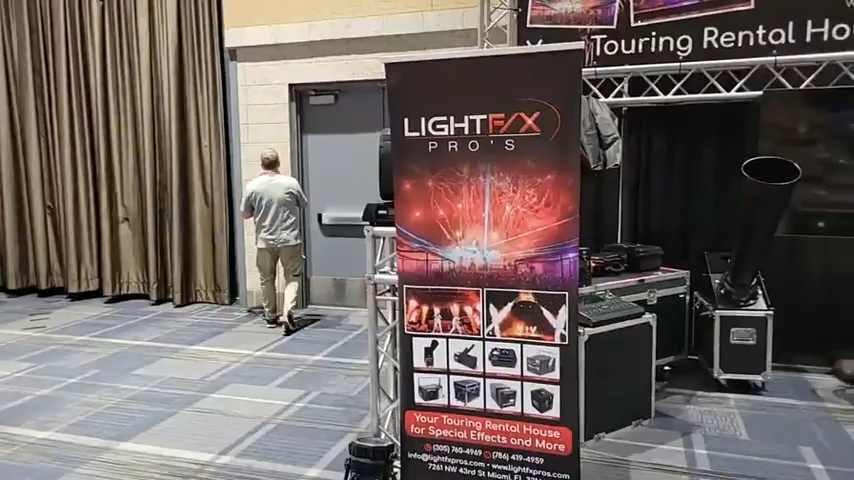 Touring Rental Hou
LIGHTF/X
PRO'S
Your Touring Rental House
for Special Effects and more
(305) 760-4969 (786) 419-4959
info@lightfxpros.com • www.lightfxpros.com
7261 NW 43rd St Miami, FL